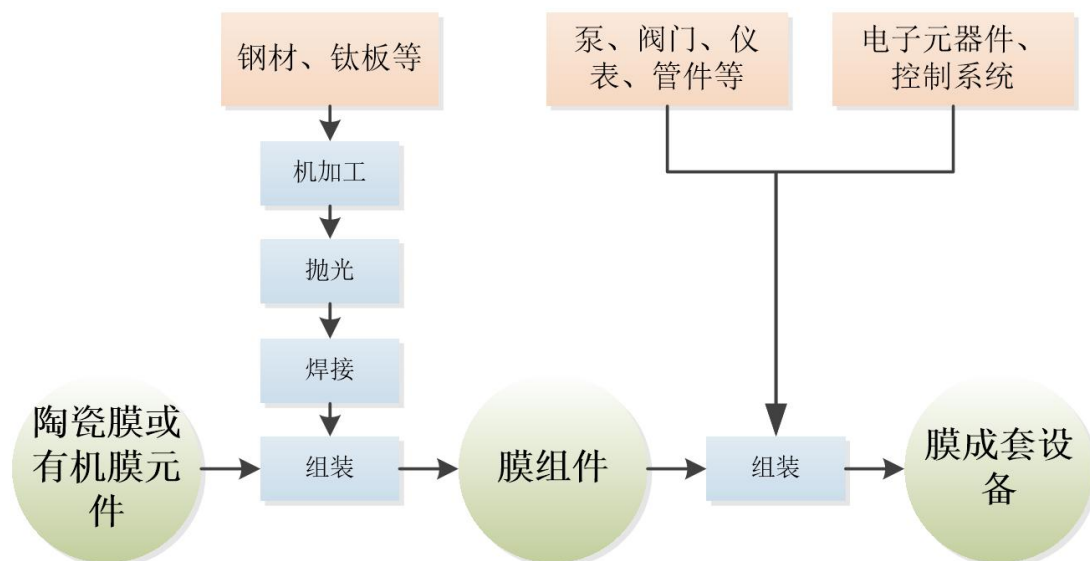 钢材、钛板等
泵、阀门、仪
表、管件等
电子元器件、
控制系统
机加工
抛光
焊接
陶瓷膜或
有机膜元
件
组装
膜组件
组装
膜成套设
备